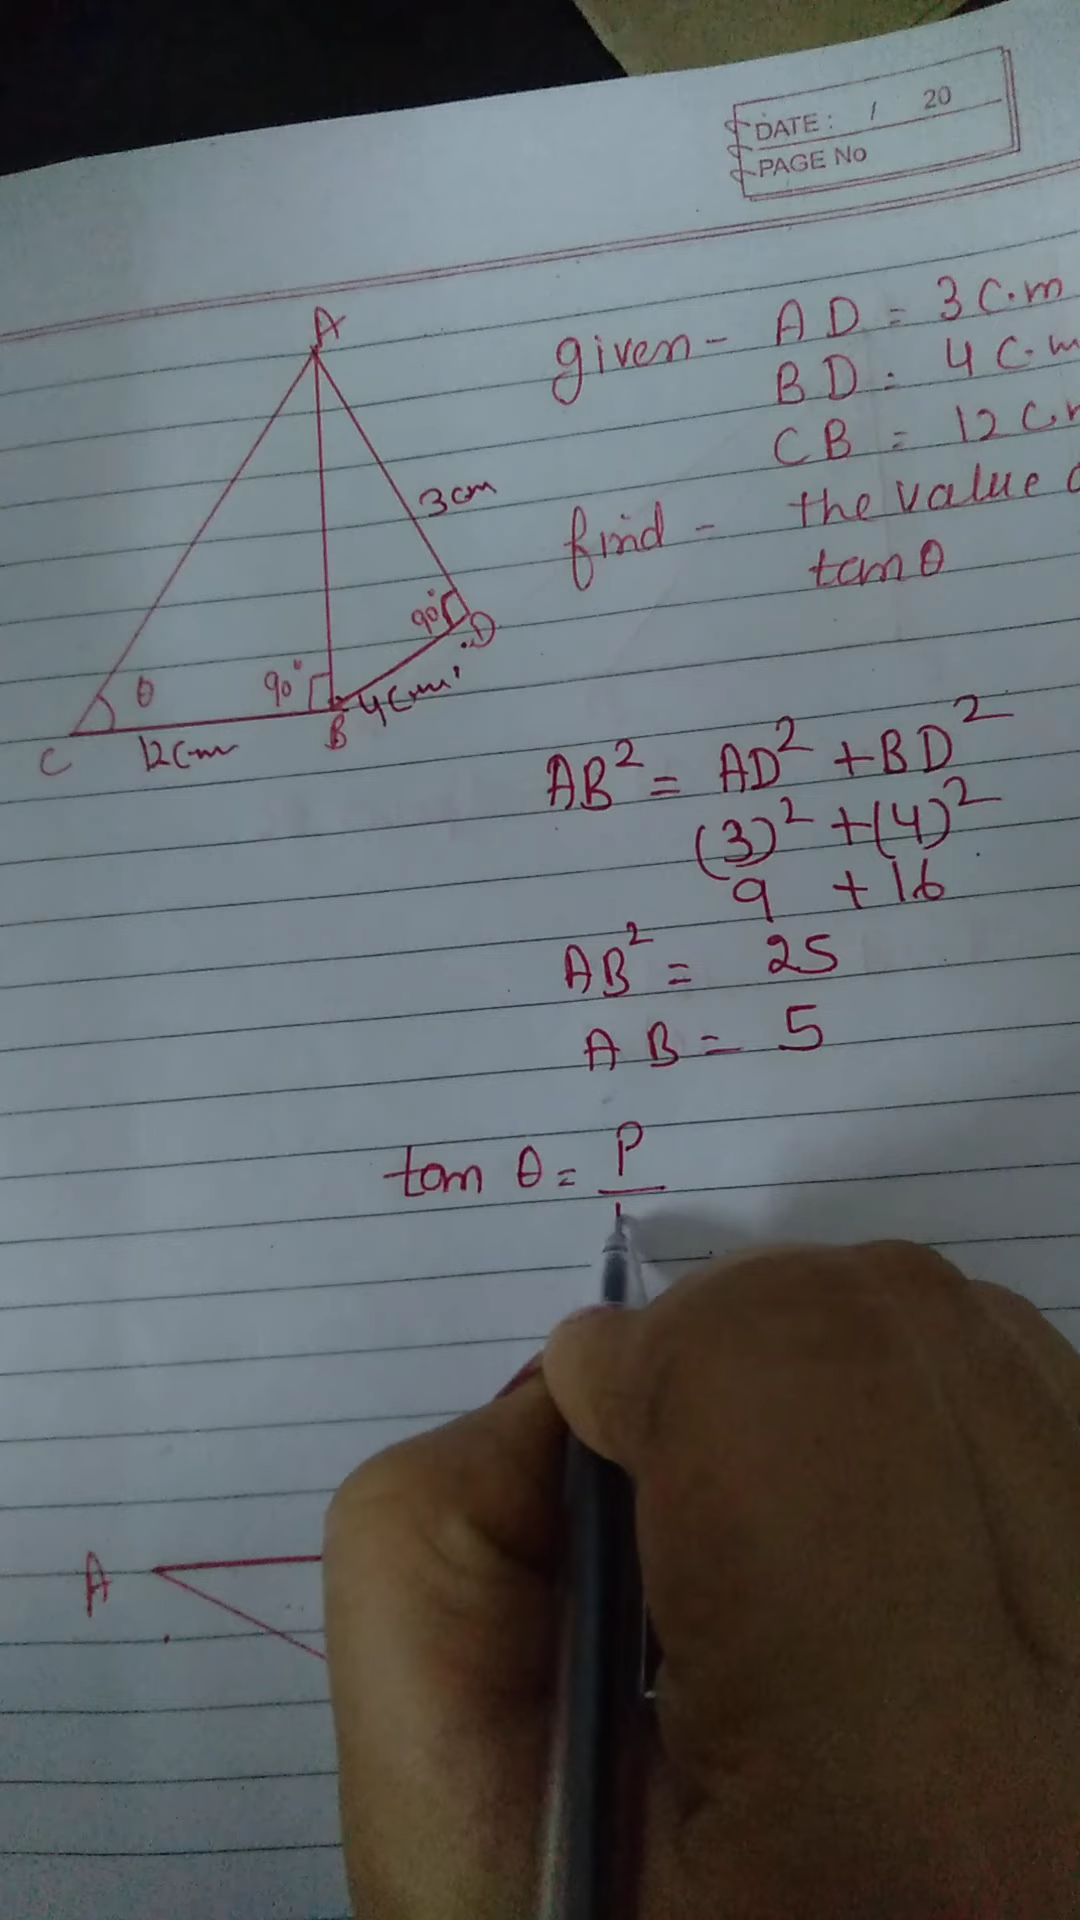 DATE: / 20
PAGE No
A
given - AD = 3 C.m
BD = 4 C.m
CB = 12 C.m
3cm
find - the value
tan θ
90°
D
θ
90°
4cm
C
12Cm
B
AB² = AD² + BD²
(3)² + (4)²
9 + 16
AB² = 25
AB = 5
tan θ = P
A